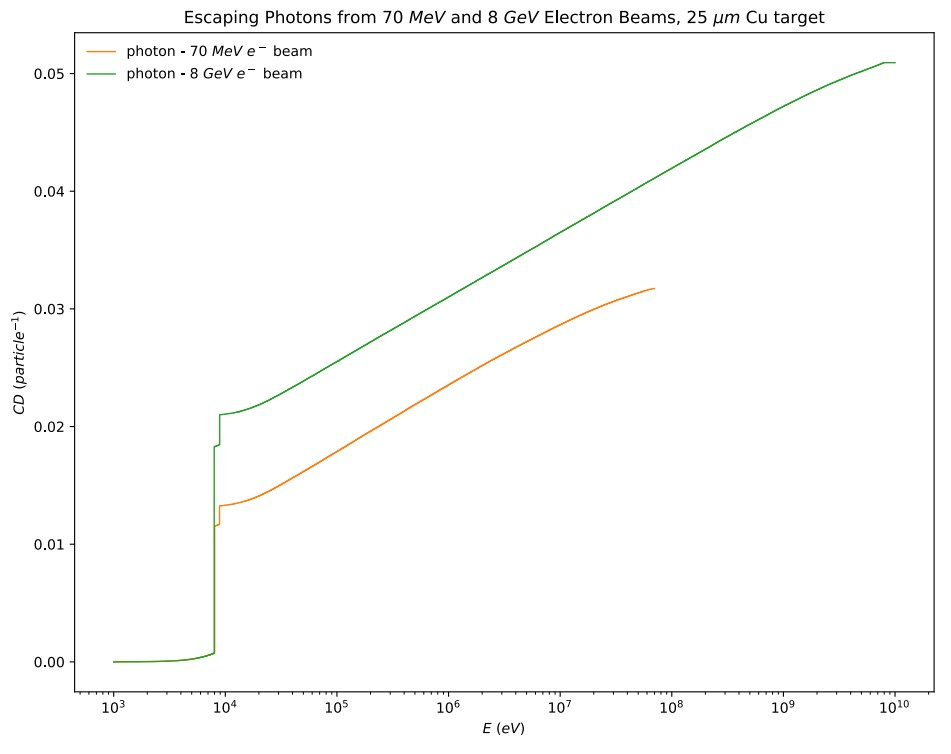 Escaping Photons from 70 MeV and 8 GeV Electron Beams, 25 μm Cu target
photon - 70 MeV e⁻ beam
photon - 8 GeV e⁻ beam
CD (particle⁻¹)
0.05
0.04
0.03
0.02
0.01
0.00
10³ 10⁴ 10⁵ 10⁶ 10⁷ 10⁸ 10⁹ 10¹⁰
E (eV)